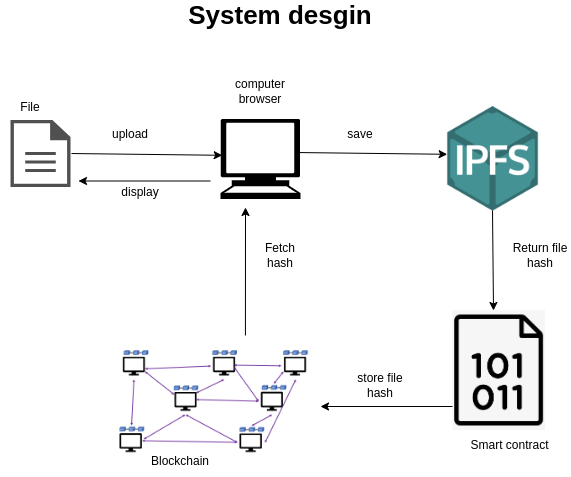 System desgin
computer
browser
File
upload
save
display
IPFS
Fetch
hash
Return file
hash
101
011
store file
hash
Smart contract
Blockchain